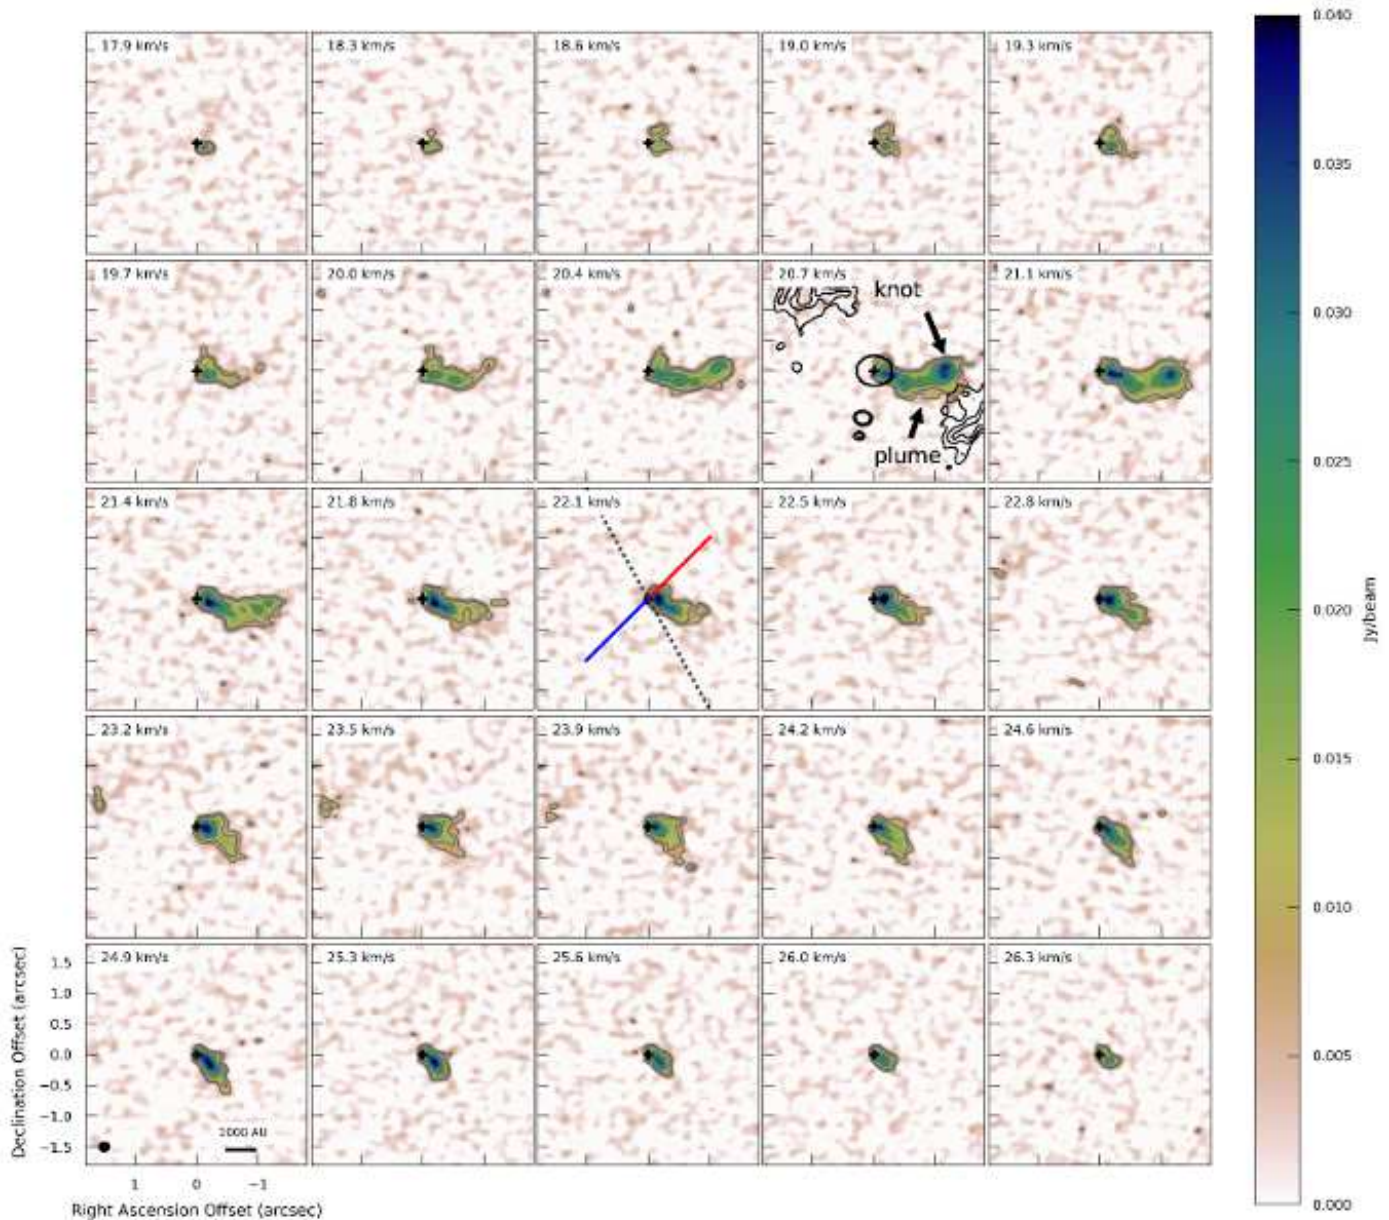 0.040
17.9 km/s 18.3 km/s 18.6 km/s 19.0 km/s 19.3 km/s
0.035
19.7 km/s 20.0 km/s 20.4 km/s 20.7 km/s 21.1 km/s
knot
0.030
plume
0.025
21.4 km/s 21.8 km/s 22.1 km/s 22.5 km/s 22.8 km/s
0.020
Jy/beam
23.2 km/s 23.5 km/s 23.9 km/s 24.2 km/s 24.6 km/s
0.015
0.010
24.9 km/s 25.3 km/s 25.6 km/s 26.0 km/s 26.3 km/s
1.5
1.0
0.5
0.0
−0.5
−1.0
−1.5
Declination Offset (arcsec)
0.005
1000 AU
1 0 −1
Right Ascension Offset (arcsec)
0.000